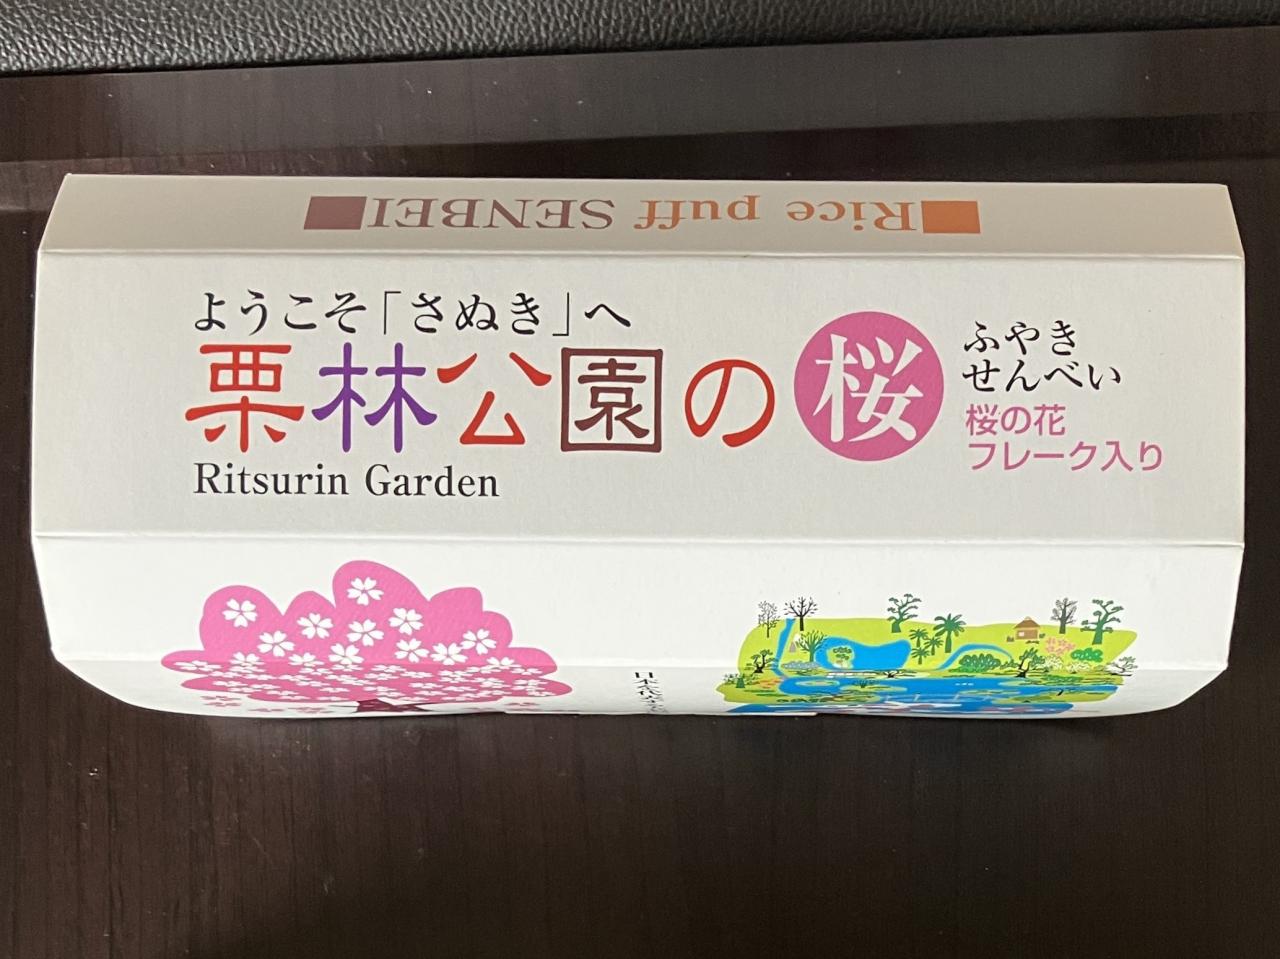 ■Rice puff SENBEI■
ようこそ「さぬき」へ
栗林公園の桜
ふやき
せんべい
桜の花
フレーク入り
Ritsurin Garden